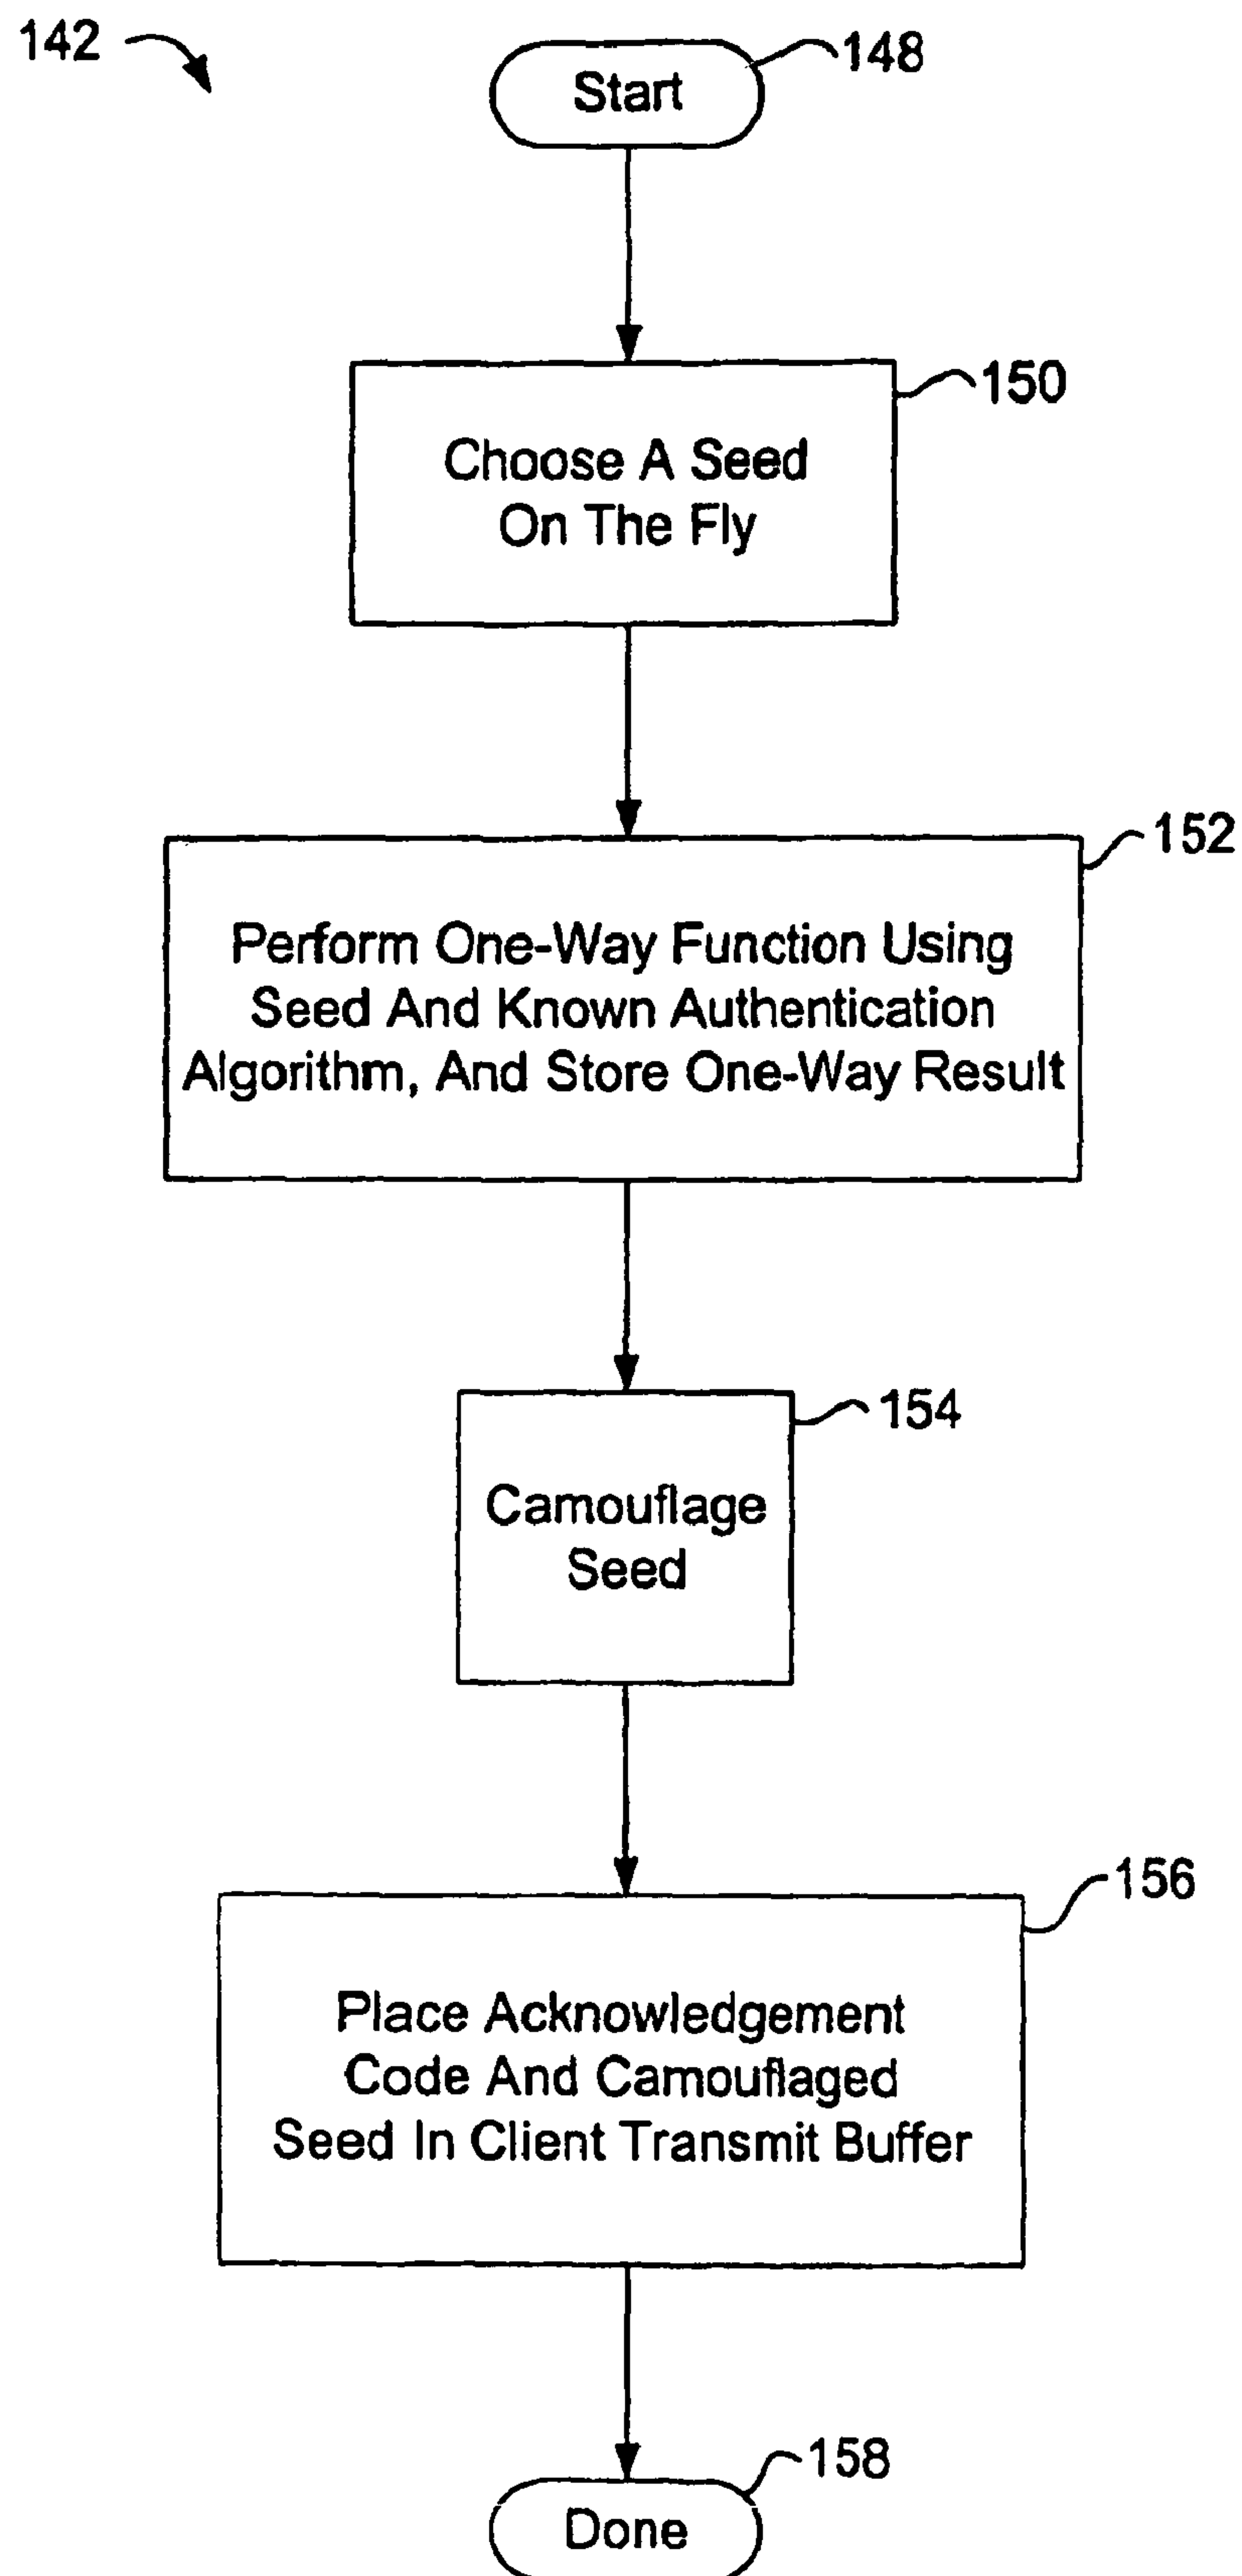 142
148
Start
150
Choose A Seed
On The Fly
152
Perform One-Way Function Using
Seed And Known Authentication
Algorithm, And Store One-Way Result
154
Camouflage
Seed
156
Place Acknowledgement
Code And Camouflaged
Seed In Client Transmit Buffer
158
Done